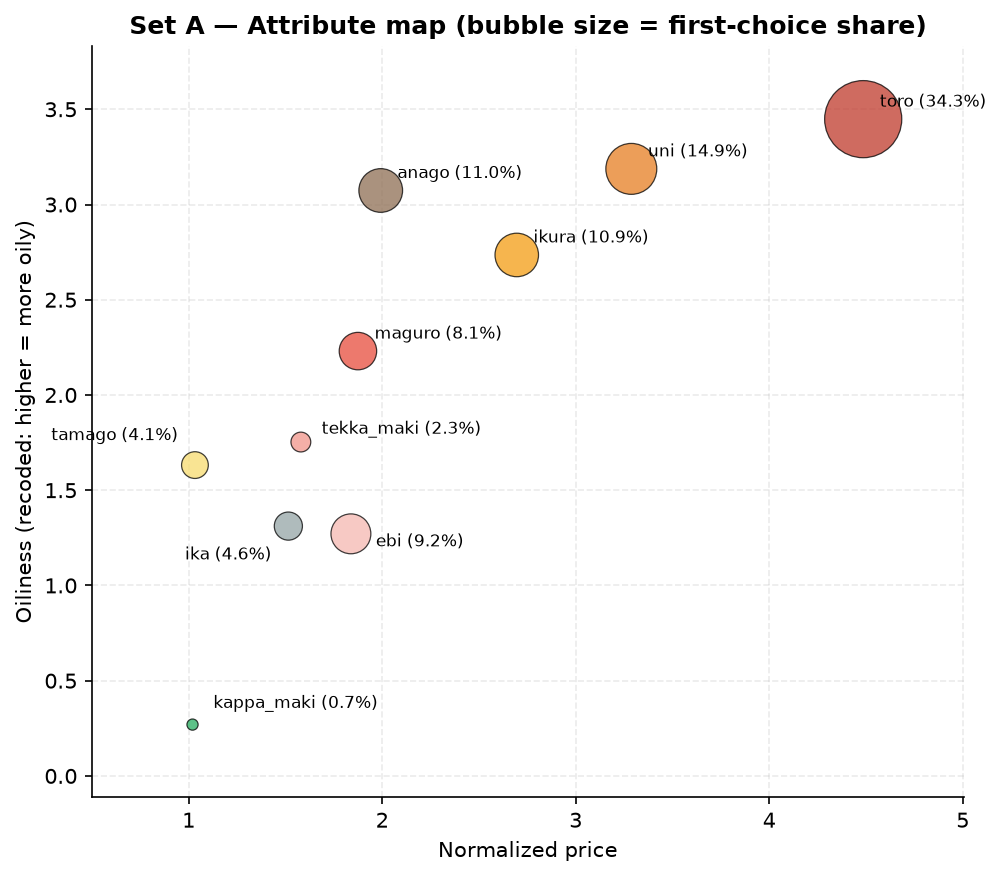 Set A — Attribute map (bubble size = first-choice share)
Oiliness (recoded: higher = more oily)
3.5
3.0
2.5
2.0
1.5
1.0
0.5
0.0
toro (34.3%)
uni (14.9%)
anago (11.0%)
ikura (10.9%)
maguro (8.1%)
tekka_maki (2.3%)
tamago (4.1%)
ebi (9.2%)
ika (4.6%)
kappa_maki (0.7%)
1
2
3
4
5
Normalized price